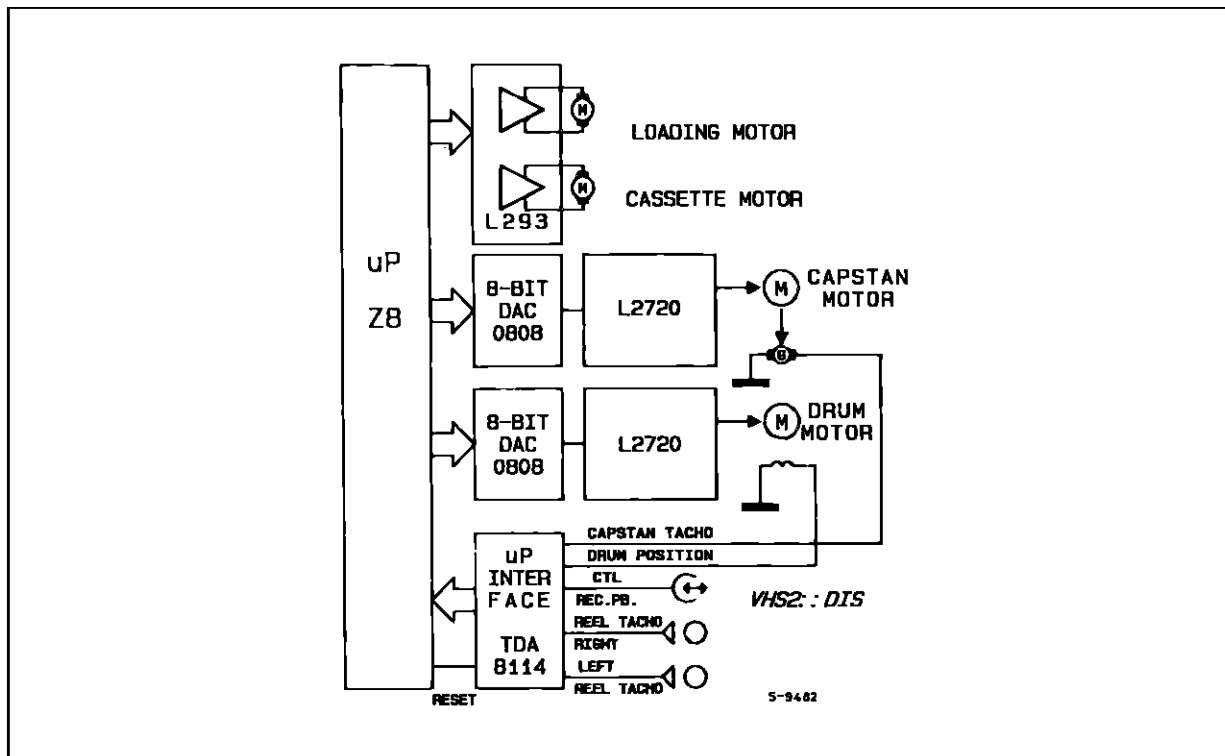 uP
Z8
M
LOADING MOTOR
M
CASSETTE MOTOR
L293
8-BIT
DAC
0808
L2720
M
CAPSTAN
MOTOR
G
8-BIT
DAC
0808
L2720
M
DRUM
MOTOR
uP
INTER
FACE
TDA
8114
CAPSTAN TACHO
DRUM POSITION
CTL
REC.PB.
REEL TACHO
RIGHT
LEFT
REEL TACHO
RESET
VHS2::DIS
S-9482